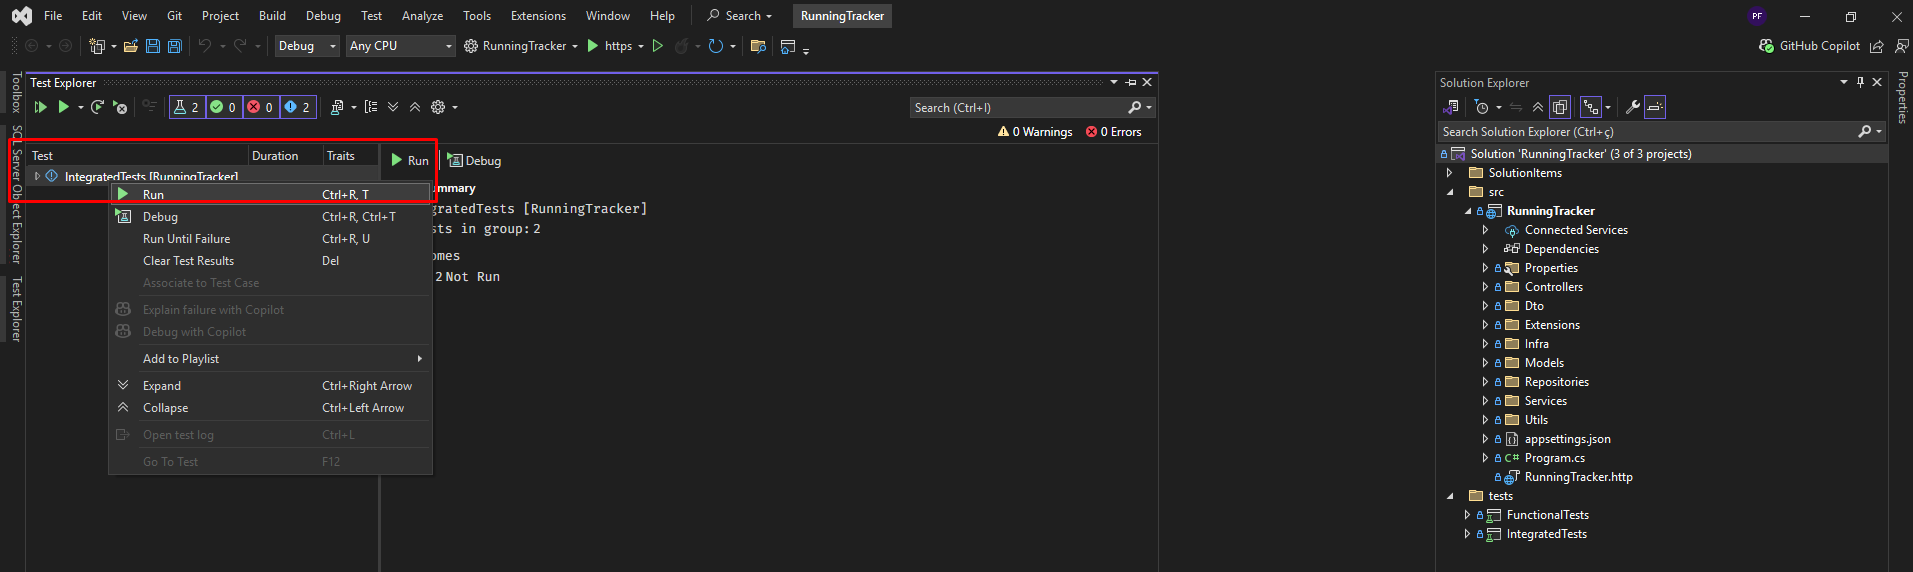 File Edit View Git Project Build Debug Test Analyze Tools Extensions Window Help Search RunningTracker PF
Debug Any CPU RunningTracker https GitHub Copilot
Toolbox
SQL Server Object Explorer
Test Explorer
Test Explorer
2 0 0 2 Search (Ctrl+I)
0 Warnings 0 Errors
Test Duration Traits Run Debug
IntegratedTests [RunningTracker]
Run Ctrl+R, T
Debug Ctrl+R, Ctrl+T
Run Until Failure Ctrl+R, U
Clear Test Results Del
Associate to Test Case
Explain failure with Copilot
Debug with Copilot
Add to Playlist
Expand Ctrl+Right Arrow
Collapse Ctrl+Left Arrow
Open test log Ctrl+L
Go To Test F12
ummary
gratedTests [RunningTracker]
sts in group: 2
omes
2 Not Run
Solution Explorer
Search Solution Explorer (Ctrl+ç)
Solution 'RunningTracker' (3 of 3 projects)
SolutionItems
src
RunningTracker
Connected Services
Dependencies
Properties
Controllers
Dto
Extensions
Infra
Models
Repositories
Services
Utils
appsettings.json
C# Program.cs
RunningTracker.http
tests
FunctionalTests
IntegratedTests
Properties